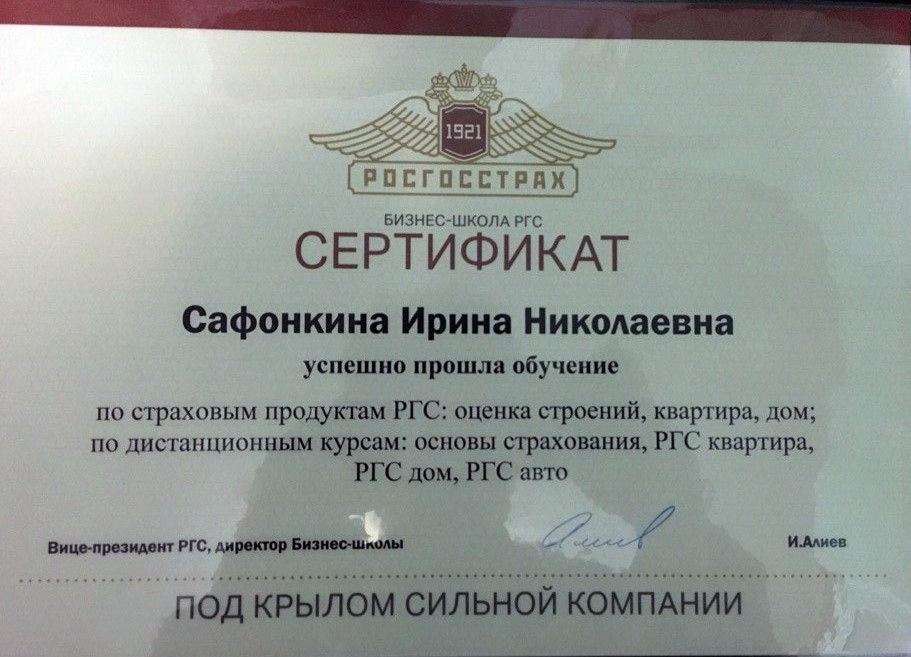 1921
РОСГОССТРАХ
БИЗНЕС-ШКОЛА РГС
СЕРТИФИКАТ
Сафонкина Ирина Николаевна
успешно прошла обучение
по страховым продуктам РГС: оценка строений, квартира, дом;
по дистанционным курсам: основы страхования, РГС квартира,
РГС дом, РГС авто
Вице-президент РГС, директор Бизнес-школы И.Алиев
ПОД КРЫЛОМ СИЛЬНОЙ КОМПАНИИ